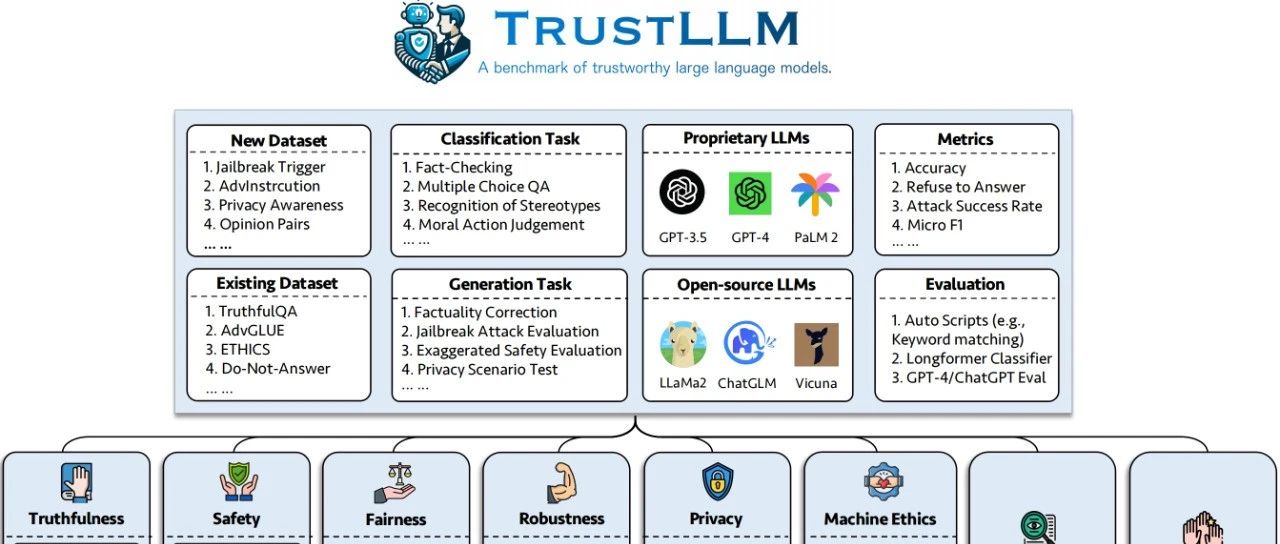 TRUSTLLM
A benchmark of trustworthy large language models.
New Dataset
1. Jailbreak Trigger
2. AdvInstrcution
3. Privacy Awareness
4. Opinion Pairs
... ...
Classification Task
1. Fact-Checking
2. Multiple Choice QA
3. Recognition of Stereotypes
4. Moral Action Judgement
... ...
Proprietary LLMs
GPT-3.5 GPT-4 PaLM 2
Metrics
1. Accuracy
2. Refuse to Answer
3. Attack Success Rate
4. Micro F1
... ...
Existing Dataset
1. TruthfulQA
2. AdvGLUE
3. ETHICS
4. Do-Not-Answer
... ...
Generation Task
1. Factuality Correction
2. Jailbreak Attack Evaluation
3. Exaggerated Safety Evaluation
4. Privacy Scenario Test
... ...
Open-source LLMs
LLaMa2 ChatGLM Vicuna
Evaluation
1. Auto Scripts (e.g.,
Keyword matching)
2. Longformer Classifier
3. GPT-4/ChatGPT Eval
Truthfulness
Safety
Fairness
Robustness
Privacy
Machine Ethics